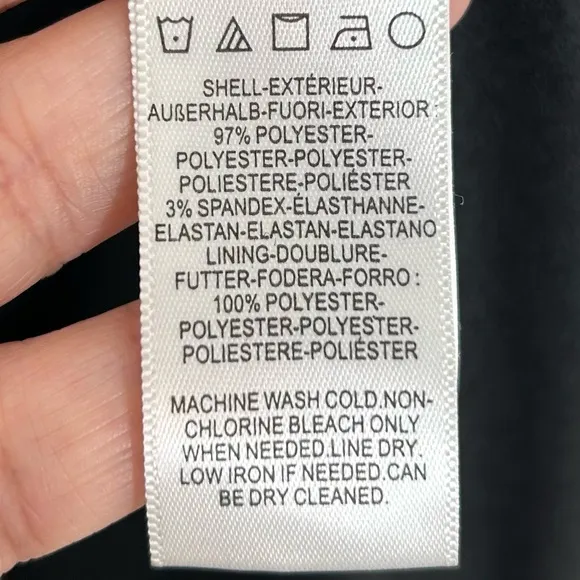 SHELL-EXTÉRIEUR-
AUßERHALB-FUORI-EXTERIOR:
97% POLYESTER-
POLYESTER-POLYESTER-
POLIESTERE-POLIÉSTER
3% SPANDEX-ÉLASTHANNE-
ELASTAN-ELASTAN-ELASTANO
LINING-DOUBLURE-
FUTTER-FODERA-FORRO:
100% POLYESTER-
POLYESTER-POLYESTER-
POLIESTERE-POLIÉSTER
MACHINE WASH COLD.NON-
CHLORINE BLEACH ONLY
WHEN NEEDED.LINE DRY.
LOW IRON IF NEEDED.CAN
BE DRY CLEANED.